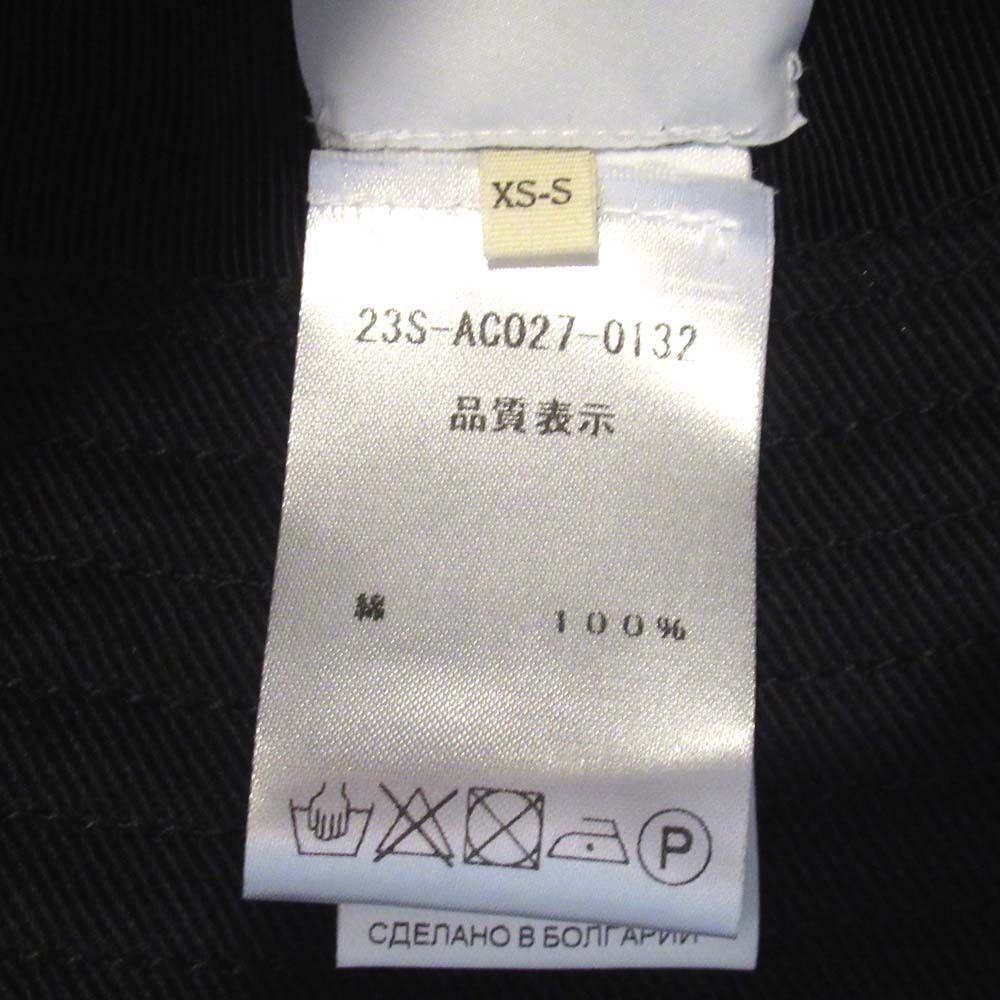 XS-S
23S-AC027-0132
品質表示
綿 100%
P
СДЕЛАНО В БОЛГАРИИ